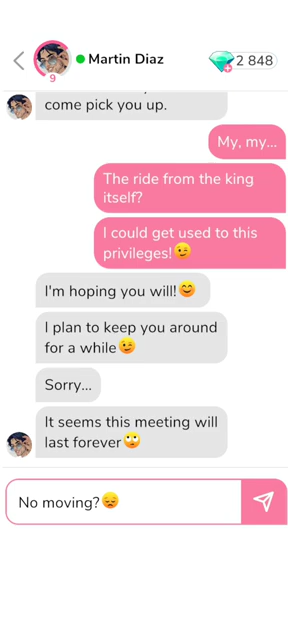 Martin Diaz
2 848
9
come pick you up.
My, my...
The ride from the king
itself?
I could get used to this
privileges!😉
I'm hoping you will!😊
I plan to keep you around
for a while😉
Sorry...
It seems this meeting will
last forever🙄
No moving?😞